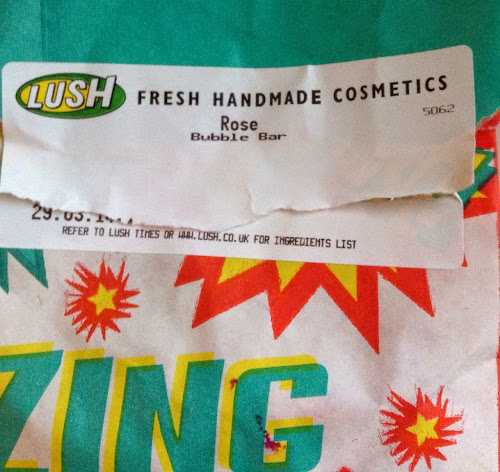 LUSH FRESH HANDMADE COSMETICS
5062
Rose
Bubble Bar
REFER TO LUSH TIMES OR WWW.LUSH.CO.UK FOR INGREDIENTS LIST
ZING